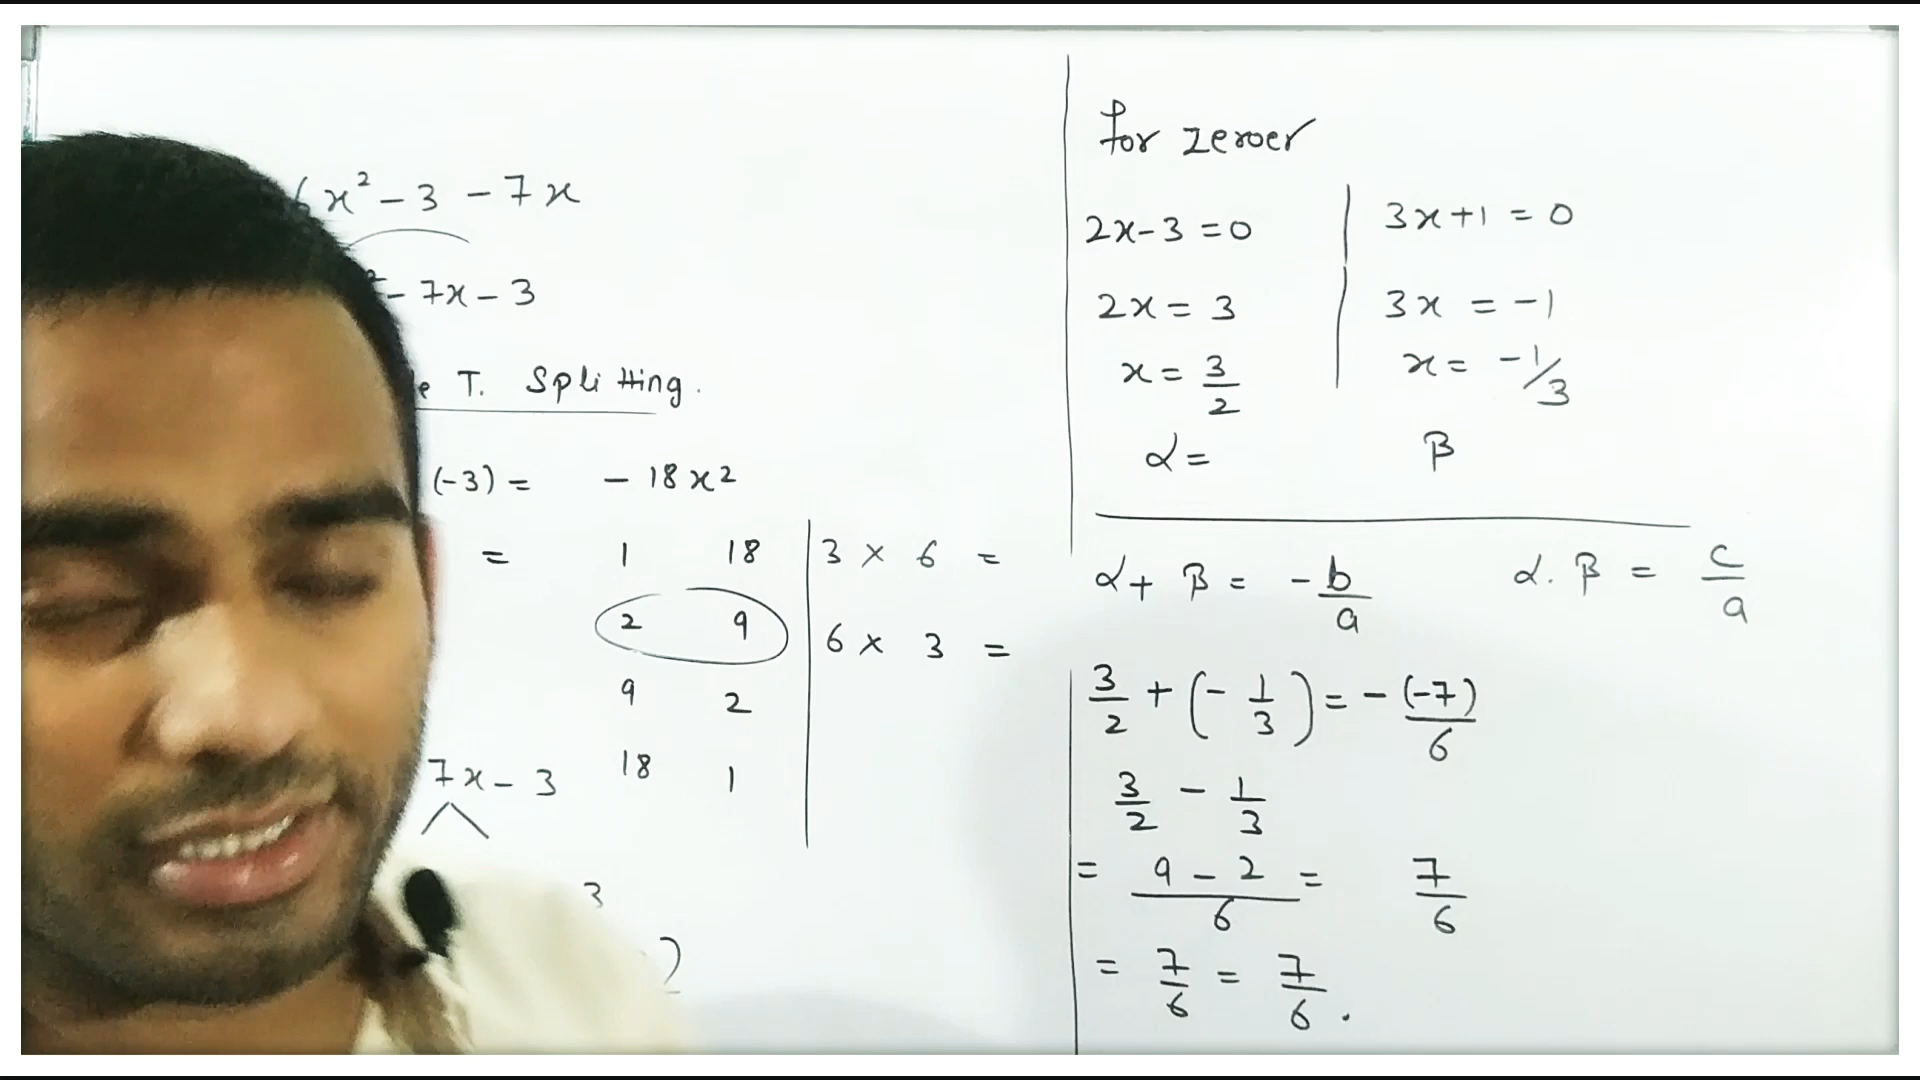 6x² - 3 - 7x
- 7x - 3
e T. Splitting.
(-3) = - 18x²
= 1 18
2 9
9 2
18 1
3 × 6 =
6 × 3 =
7x - 3
3
)
for zeroer
2x - 3 = 0
2x = 3
x = 3/2
α =
3x + 1 = 0
3x = -1
x = -1/3
β
α + β = -b/a
α . β = c/a
3/2 + (- 1/3) = - (-7)/6
3/2 - 1/3
= 9 - 2/6 = 7/6
= 7/6 = 7/6 .